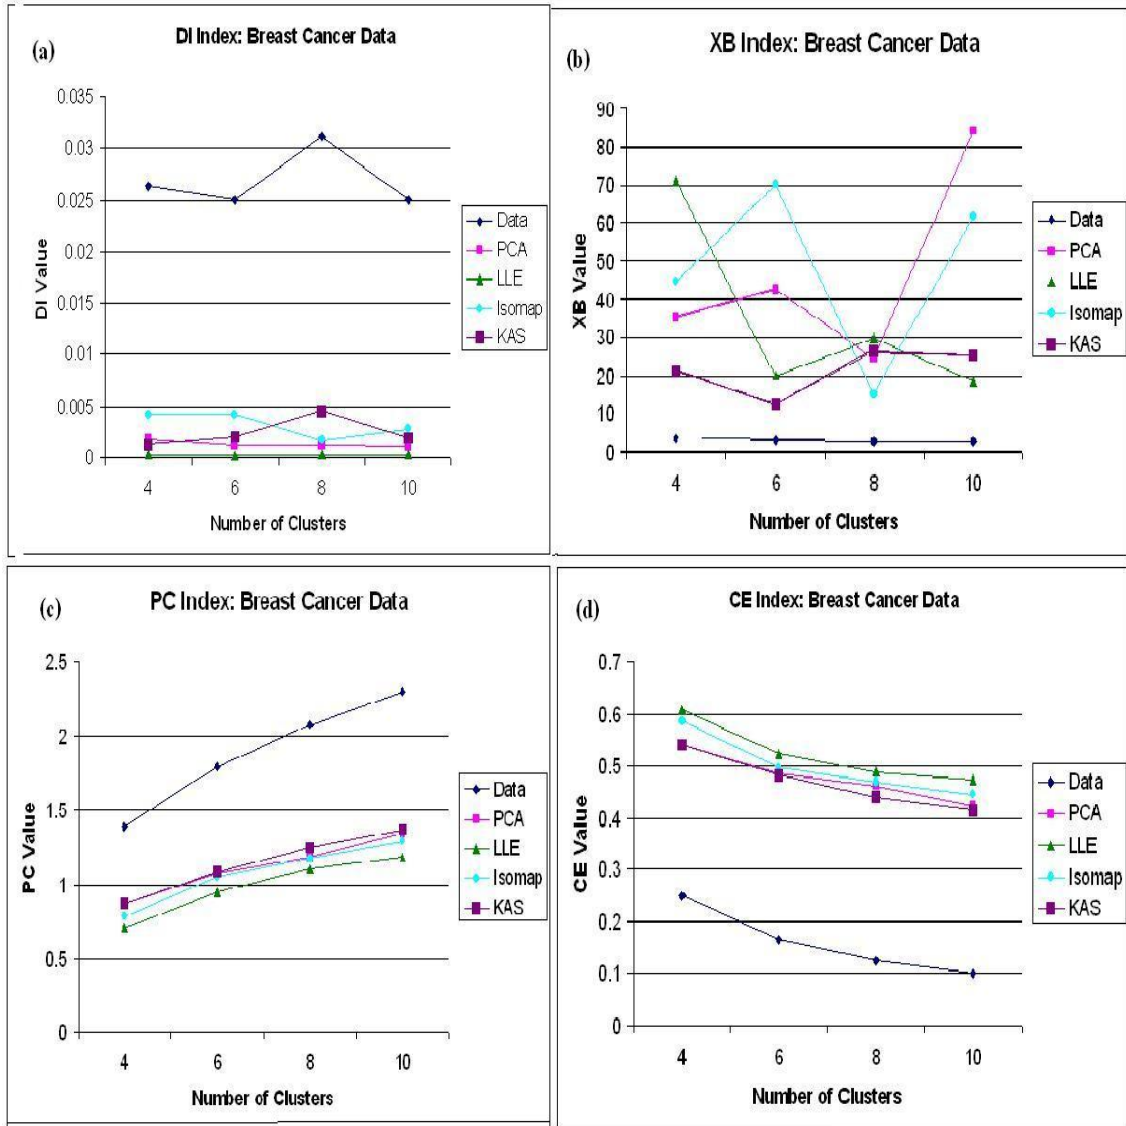 (a)
DI Index: Breast Cancer Data
0.035
0.03
0.025
0.02
0.015
0.01
0.005
0
DI Value
4 6 8 10
Number of Clusters
Data
PCA
LLE
Isomap
KAS
(b)
XB Index: Breast Cancer Data
90
80
70
60
50
40
30
20
10
0
XB Value
4 6 8 10
Number of Clusters
Data
PCA
LLE
Isomap
KAS
(c)
PC Index: Breast Cancer Data
2.5
2
1.5
1
0.5
0
PC Value
4 6 8 10
Number of Clusters
Data
PCA
LLE
Isomap
KAS
(d)
CE Index: Breast Cancer Data
0.7
0.6
0.5
0.4
0.3
0.2
0.1
0
CE Value
4 6 8 10
Number of Clusters
Data
PCA
LLE
Isomap
KAS